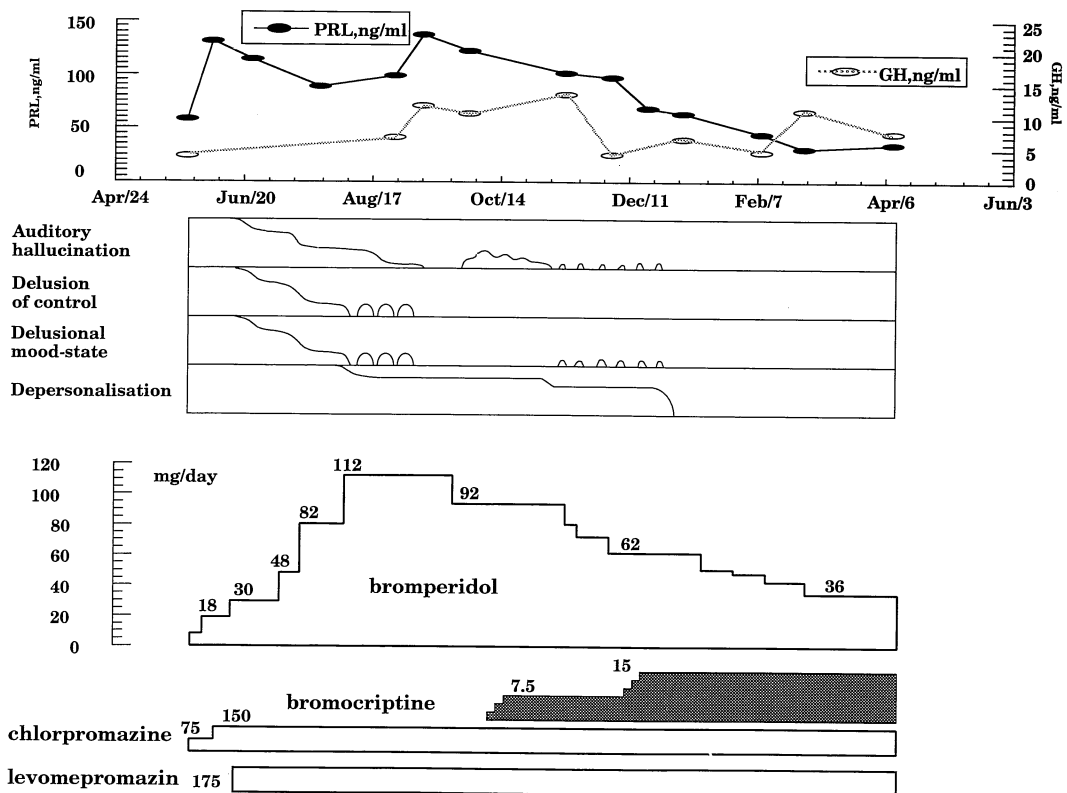 150
100
50
0
PRL,ng/ml
PRL,ng/ml
GH,ng/ml
25
20
15
10
5
0
GH,ng/ml
Apr/24 Jun/20 Aug/17 Oct/14 Dec/11 Feb/7 Apr/6 Jun/3
Auditory
hallucination
Delusion
of control
Delusional
mood-state
Depersonalisation
120
100
80
60
40
20
0
mg/day
18
30
48
82
112
92
62
36
bromperidol
bromocriptine
7.5
15
chlorpromazine 75 150
levomepromazin 175